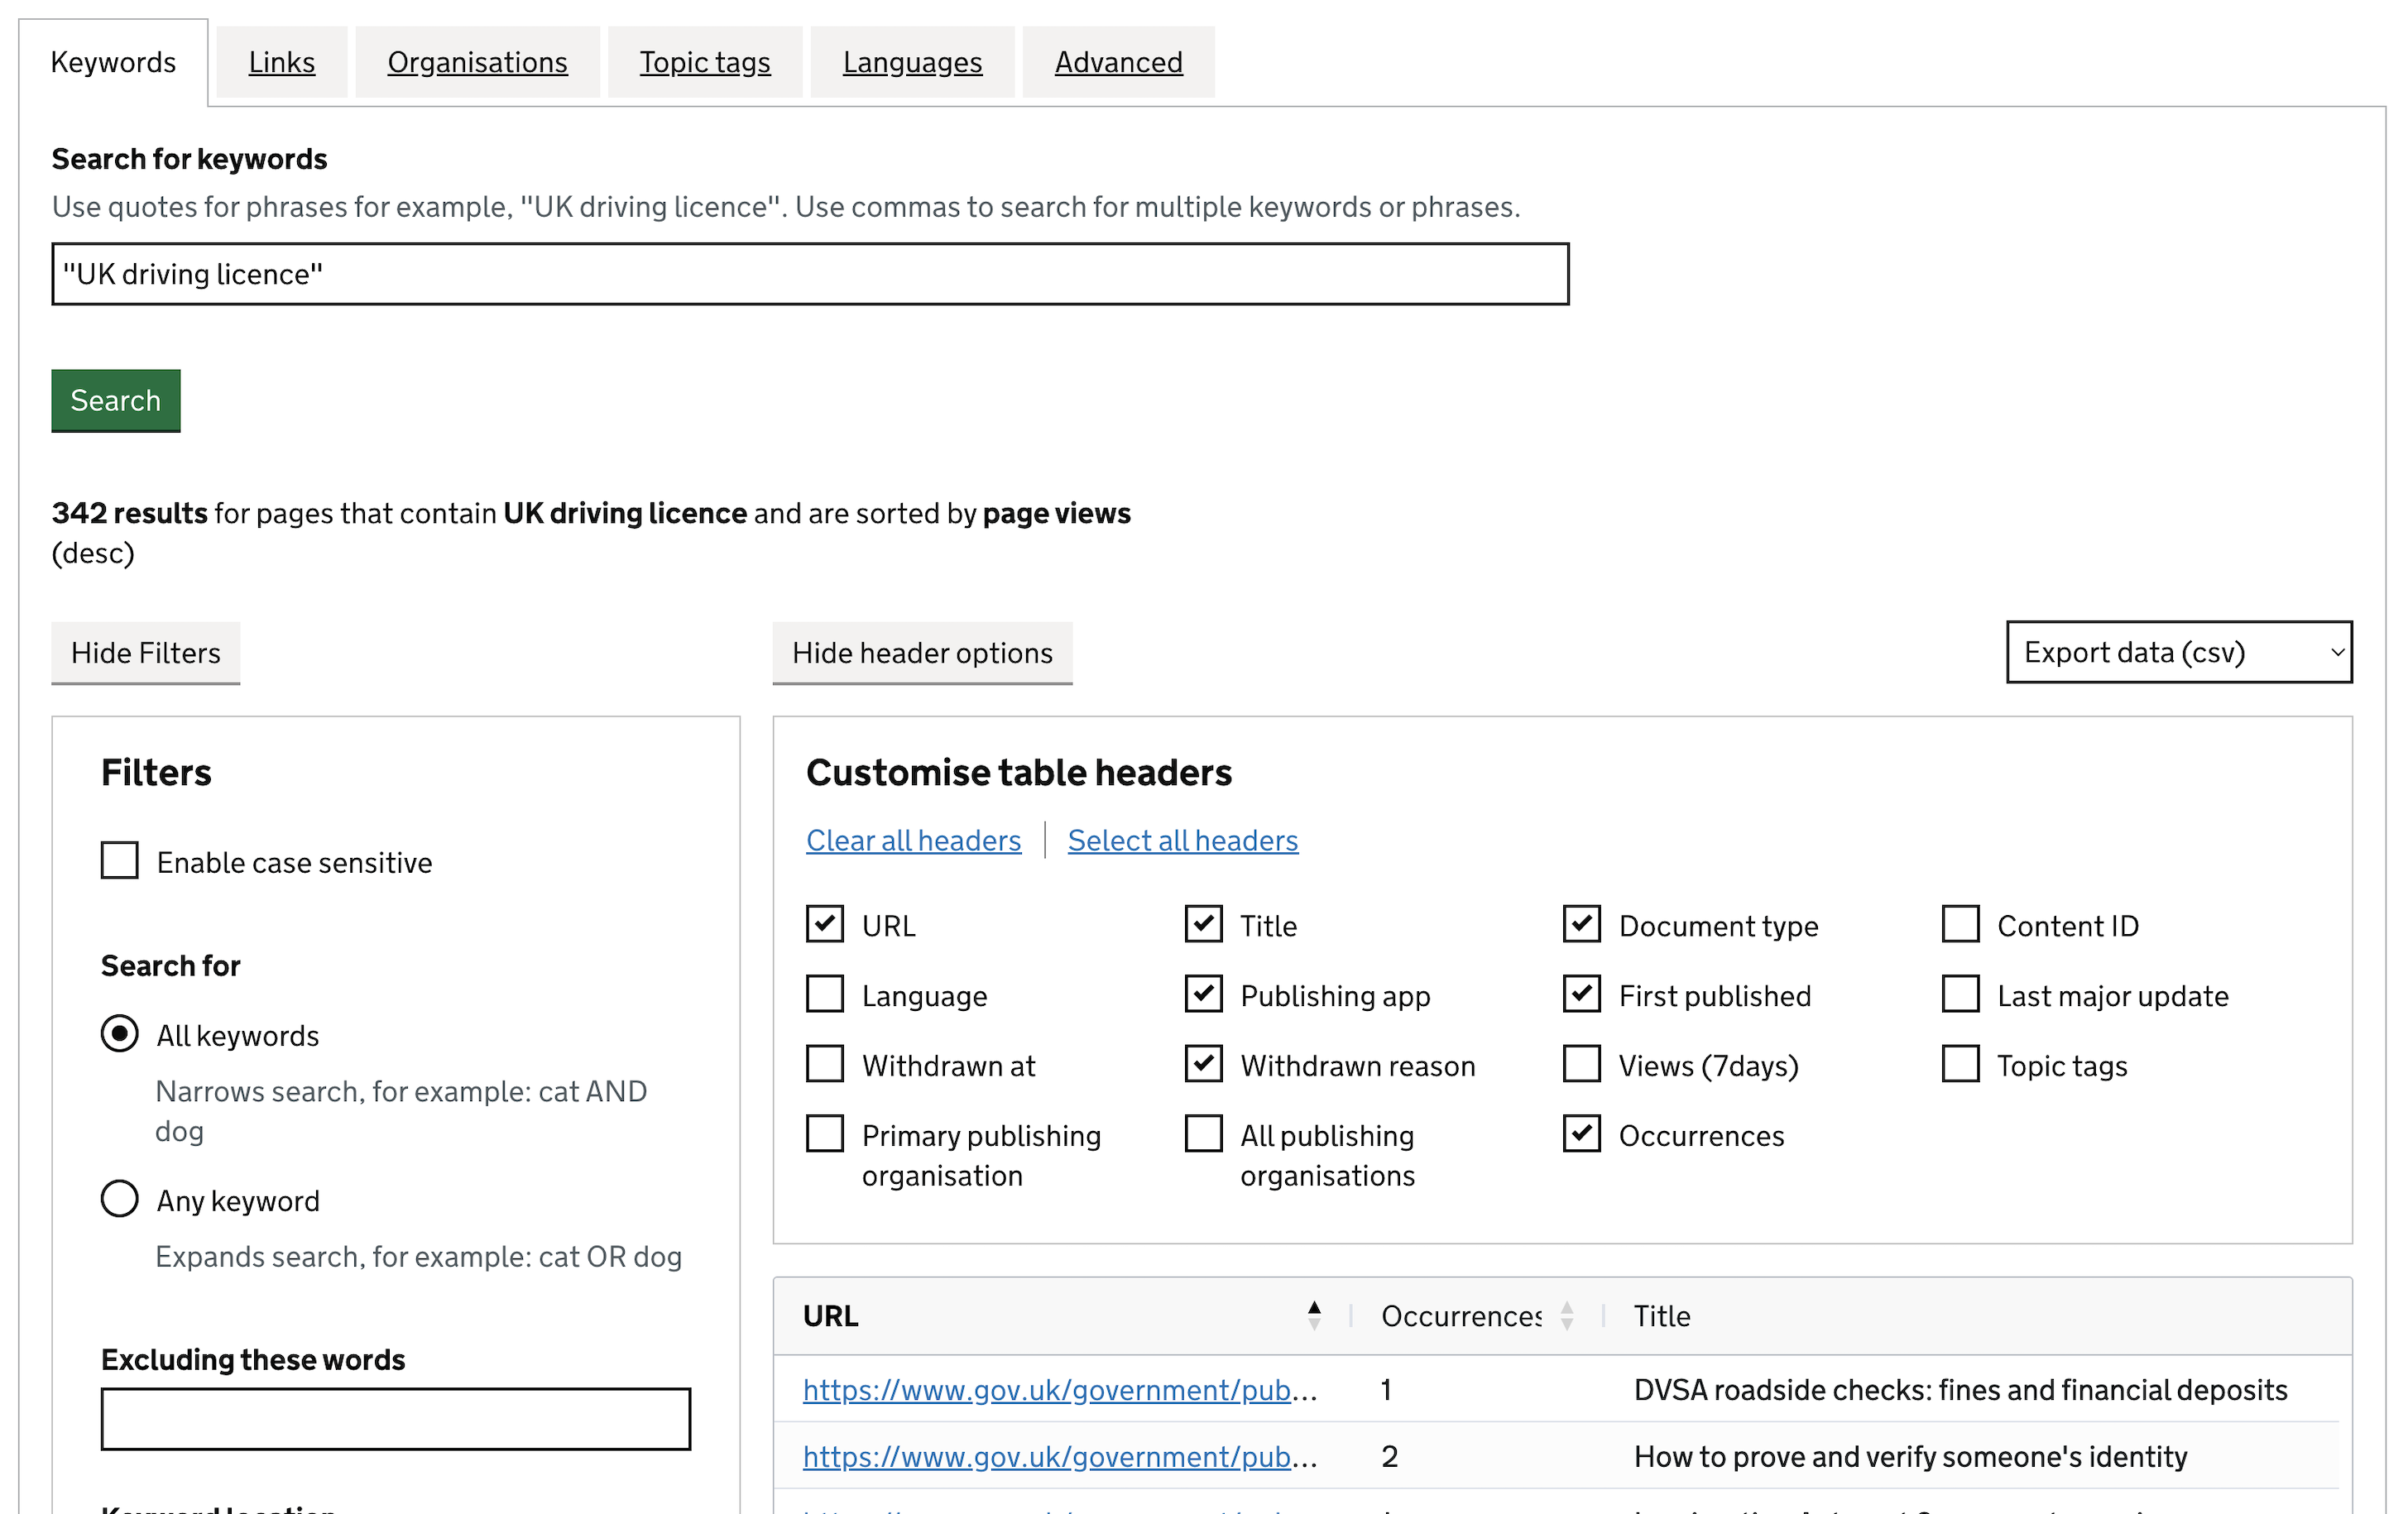 Keywords
Links
Organisations
Topic tags
Languages
Advanced
Search for keywords
Use quotes for phrases for example, "UK driving licence". Use commas to search for multiple keywords or phrases.
"UK driving licence"
Search
342 results for pages that contain UK driving licence and are sorted by page views
(desc)
Hide Filters
Hide header options
Export data (csv)
Filters
Enable case sensitive
Search for
All keywords
Narrows search, for example: cat AND
dog
Any keyword
Expands search, for example: cat OR dog
Excluding these words
Keyword location
Customise table headers
Clear all headers
Select all headers
URL
Title
Document type
Content ID
Language
Publishing app
First published
Last major update
Withdrawn at
Withdrawn reason
Views (7days)
Topic tags
Primary publishing
organisation
All publishing
organisations
Occurrences
URL
Occurrences
Title
https://www.gov.uk/government/pub...
1
DVSA roadside checks: fines and financial deposits
https://www.gov.uk/government/pub...
2
How to prove and verify someone's identity